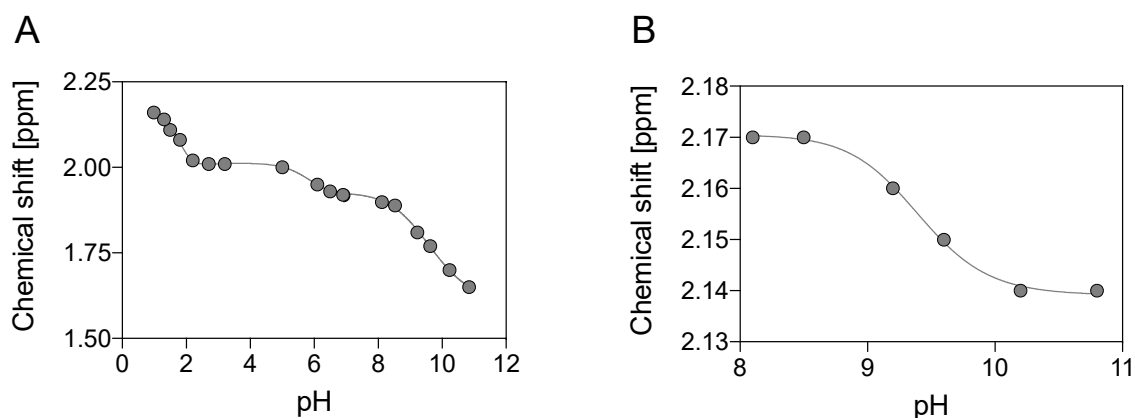 A
Chemical shift [ppm]
2.25
2.00
1.75
1.50
0 2 4 6 8 10 12
pH
B
Chemical shift [ppm]
2.18
2.17
2.16
2.15
2.14
2.13
8 9 10 11
pH